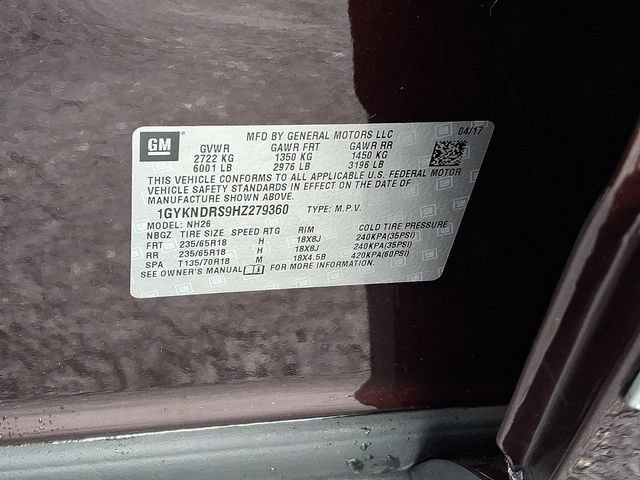 GM MFD BY GENERAL MOTORS LLC 04/17
GVWR GAWR FRT GAWR RR
2722 KG 1350 KG 1450 KG
6001 LB 2976 LB 3196 LB
THIS VEHICLE CONFORMS TO ALL APPLICABLE U.S. FEDERAL MOTOR
VEHICLE SAFETY STANDARDS IN EFFECT ON THE DATE OF
MANUFACTURE SHOWN ABOVE.
1GYKNDRS9HZ279360 TYPE: M.P.V.
MODEL: NH26
NBGZ TIRE SIZE SPEED RTG RIM COLD TIRE PRESSURE
FRT 235/65R18 H 18X8J 240KPA(35PSI)
RR 235/65R18 H 18X8J 240KPA(35PSI)
SPA T135/70R18 M 18X4.5B 420KPA(60PSI)
SEE OWNER'S MANUAL FOR MORE INFORMATION.